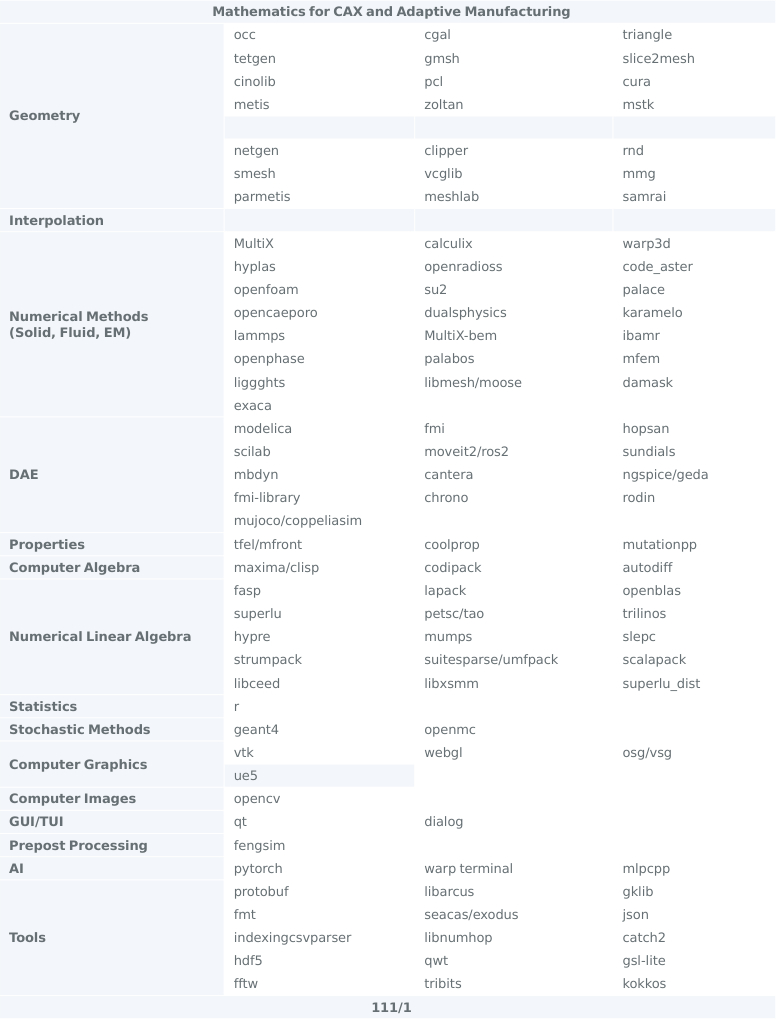 Mathematics for CAX and Adaptive Manufacturing
Geometry
occ cgal triangle
tetgen gmsh slice2mesh
cinolib pcl cura
metis zoltan mstk
netgen clipper rnd
smesh vcglib mmg
parmetis meshlab samrai
Interpolation
Numerical Methods
(Solid, Fluid, EM)
MultiX calculix warp3d
hyplas openradioss code_aster
openfoam su2 palace
opencaeporo dualsphysics karamelo
lammps MultiX-bem ibamr
openphase palabos mfem
liggghts libmesh/moose damask
exaca
DAE
modelica fmi hopsan
scilab moveit2/ros2 sundials
mbdyn cantera ngspice/geda
fmi-library chrono rodin
mujoco/coppeliasim
Properties tfel/mfront coolprop mutationpp
Computer Algebra maxima/clisp codipack autodiff
Numerical Linear Algebra
fasp lapack openblas
superlu petsc/tao trilinos
hypre mumps slepc
strumpack suitesparse/umfpack scalapack
libceed libxsmm superlu_dist
Statistics r
Stochastic Methods geant4 openmc
Computer Graphics
vtk webgl osg/vsg
ue5
Computer Images opencv
GUI/TUI qt dialog
Prepost Processing fengsim
AI pytorch warp terminal mlpcpp
Tools
protobuf libarcus gklib
fmt seacas/exodus json
indexingcsvparser libnumhop catch2
hdf5 qwt gsl-lite
fftw tribits kokkos
111/1